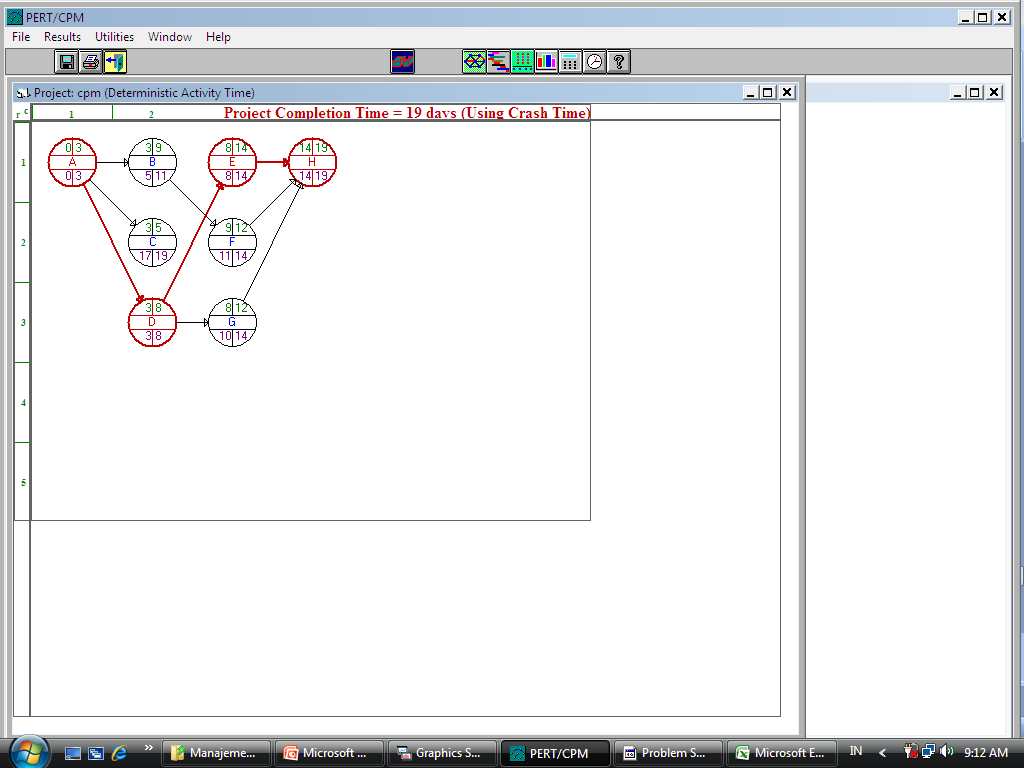 PERT/CPM
File Results Utilities Window Help
Project: cpm (Deterministic Activity Time)
r c 1 2 Project Completion Time = 19 days (Using Crash Time)
1
0 3 3 9 8 14 14 19
A B E H
0 3 5 11 8 14 14 19
3 5 9 12
2 C F
17 19 11 14
3 8 8 12
3 D G
3 8 10 14
4
5
Manajeme... Microsoft ... Graphics S... PERT/CPM Problem S... Microsoft E... IN 9:12 AM